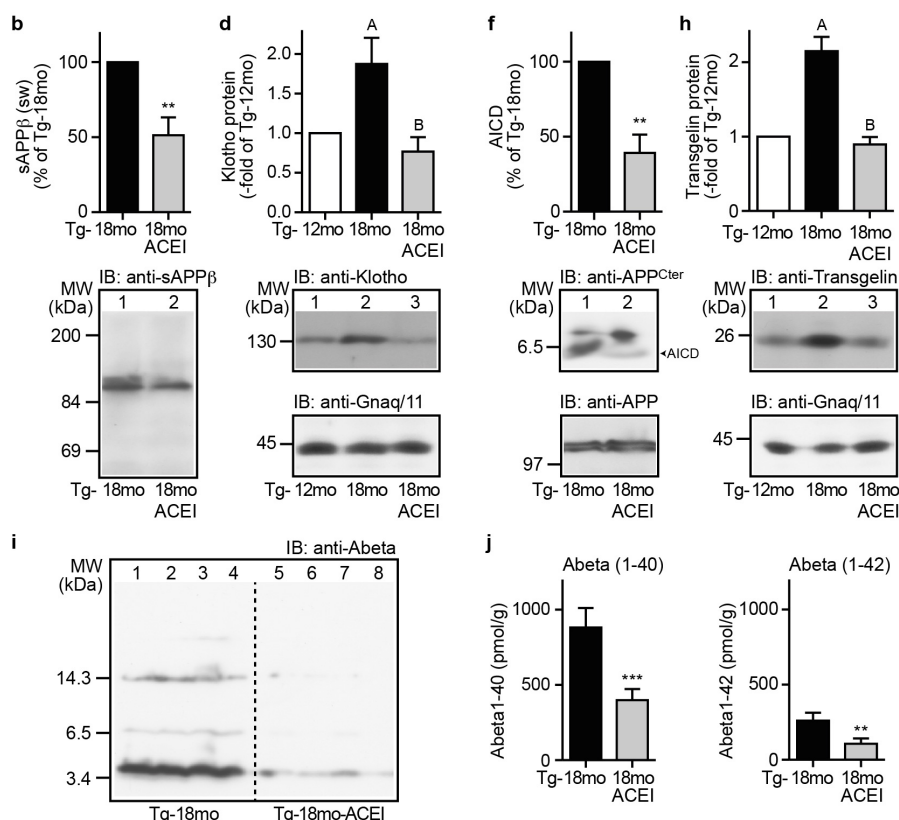 b
sAPPβ (sw)
(% of Tg-18mo)
100
50
0
**
Tg- 18mo 18mo
ACEI
IB: anti-sAPPβ
MW
(kDa)
1 2
200
84
69
Tg- 18mo 18mo
ACEI
d
Klotho protein
(-fold of Tg-12mo)
2.0
1.0
0.5
0.0
A
B
Tg- 12mo 18mo 18mo
ACEI
IB: anti-Klotho
MW
(kDa)
1 2 3
130
IB: anti-Gnaq/11
45
Tg- 12mo 18mo 18mo
ACEI
f
AICD
(% of Tg-18mo)
100
50
0
**
Tg- 18mo 18mo
ACEI
IB: anti-APPCter
MW
(kDa)
1 2
6.5
AICD
IB: anti-APP
97
Tg- 18mo 18mo
ACEI
h
Transgelin protein
(-fold of Tg-12mo)
2
1
0
A
B
Tg- 12mo 18mo 18mo
ACEI
IB: anti-Transgelin
MW
(kDa)
1 2 3
26
IB: anti-Gnaq/11
45
Tg- 12mo 18mo 18mo
ACEI
i
IB: anti-Abeta
MW
(kDa)
1 2 3 4 5 6 7 8
14.3
6.5
3.4
Tg-18mo Tg-18mo-ACEI
j
Abeta (1-40)
Abeta1-40 (pmol/g)
1000
500
0
***
Tg- 18mo 18mo
ACEI
Abeta (1-42)
Abeta1-42 (pmol/g)
1000
500
0
**
Tg- 18mo 18mo
ACEI